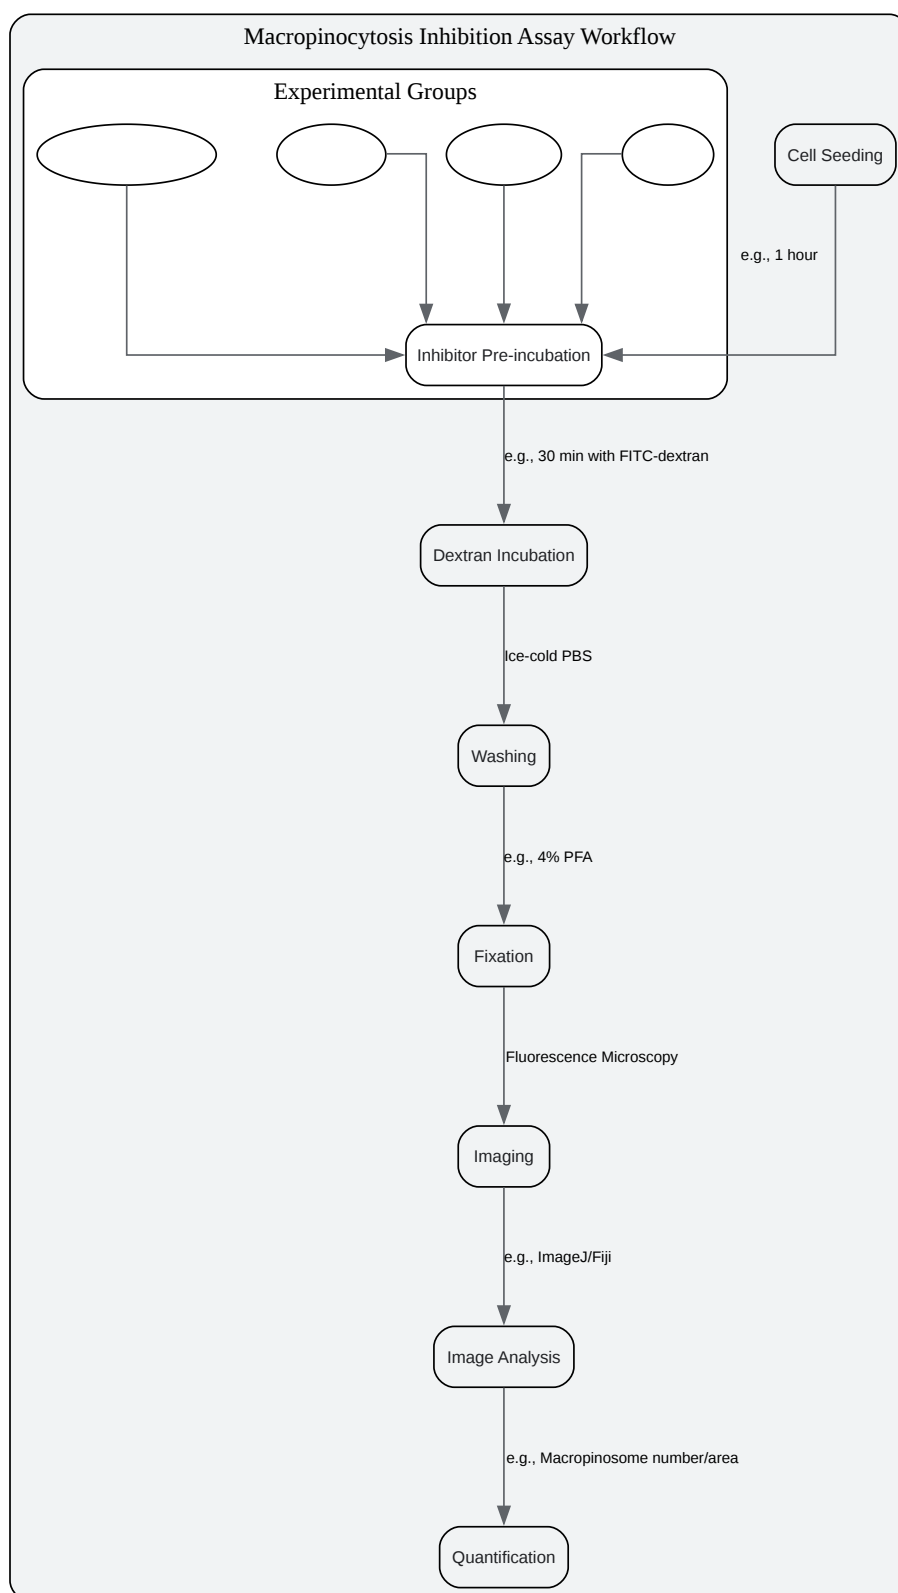 Macropinocytosis Inhibition Assay Workflow
Experimental Groups
Cell Seeding
e.g., 1 hour
Inhibitor Pre-incubation
e.g., 30 min with FITC-dextran
Dextran Incubation
Ice-cold PBS
Washing
e.g., 4% PFA
Fixation
Fluorescence Microscopy
Imaging
e.g., ImageJ/Fiji
Image Analysis
e.g., Macropinosome number/area
Quantification